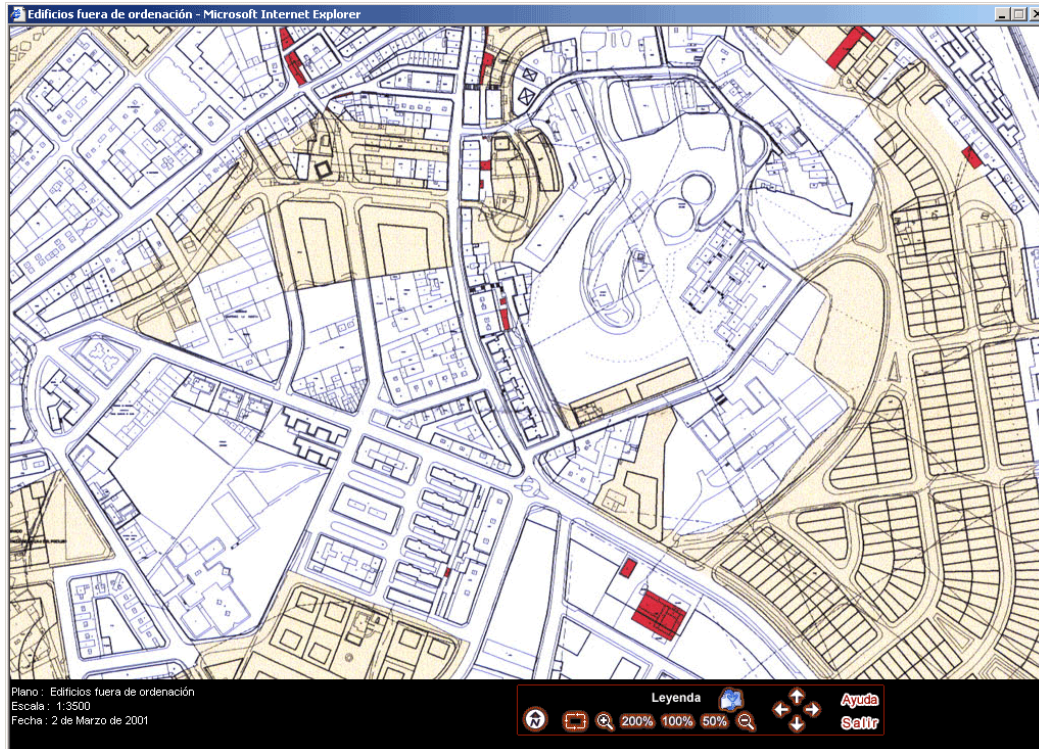 Edificios fuera de ordenación - Microsoft Internet Explorer
Plano : Edificios fuera de ordenación
Escala : 1:3500
Fecha : 2 de Marzo de 2001
Leyenda
200% 100% 50%
Ayuda
Salir